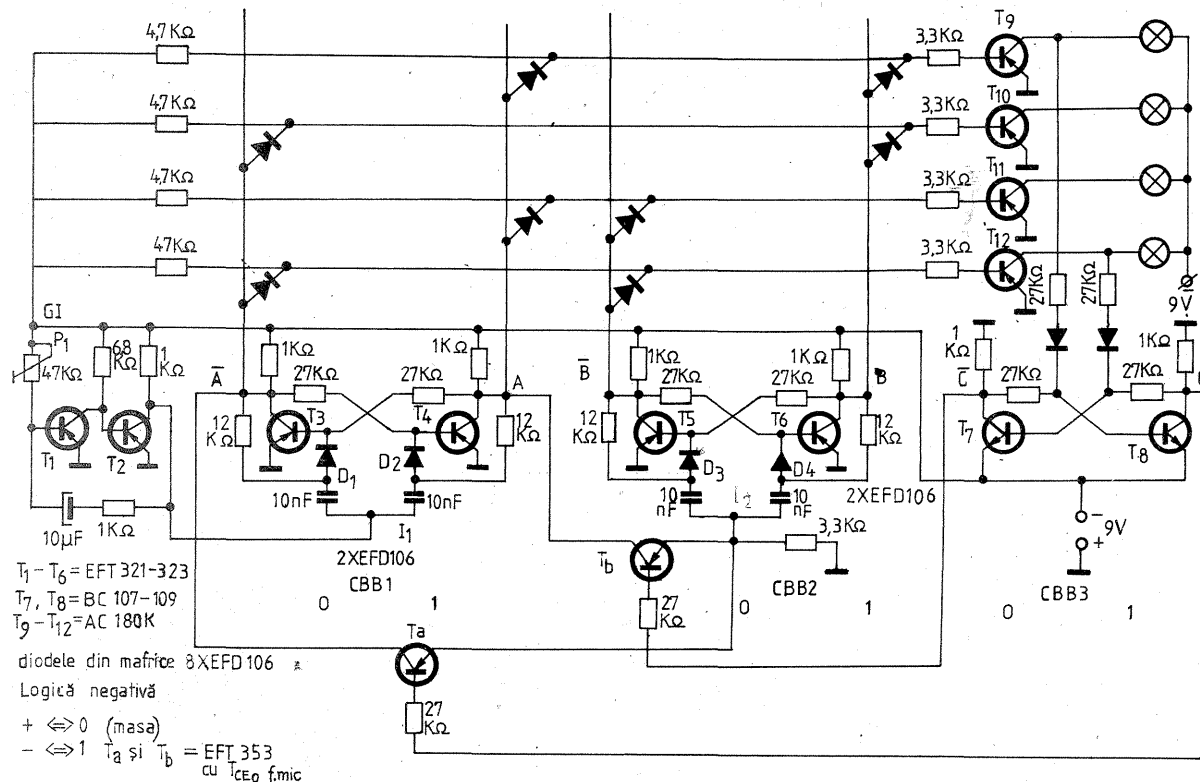 4,7KΩ
3,3KΩ
T9
4,7KΩ
3,3KΩ
T10
4,7KΩ
3,3KΩ
T11
47KΩ
3,3KΩ
T12
27KΩ
27KΩ
9V
GI
P1
47KΩ
68 KΩ
1 KΩ
1KΩ
1KΩ
1KΩ
1KΩ
1 KΩ
1KΩ
A̅
27KΩ
27KΩ
A
B̅
27KΩ
27KΩ
B
C̅
27KΩ
27KΩ
12 KΩ
T3
T4
12 KΩ
12 KΩ
T5
T6
12 KΩ
T7
T8
T1
T2
D1
D2
D3
D4
10nF
10nF
10 nF
10 nF
I1
I2
10µF
1KΩ
2XEFD106
CBB1
0 1
2XEFD106
3,3KΩ
Tb
CBB2
27 KΩ
0 1
- 9V
+
CBB3
0 1
T1-T6=EFT 321-323
T7, T8=BC 107-109
T9-T12=AC 180K
Ta
diodele din matrice 8XEFD106
Logică negativă
27 KΩ
+ ⇔ 0 (masa)
- ⇔ 1 Ta și Tb = EFT 353
cu TCEo f.mic